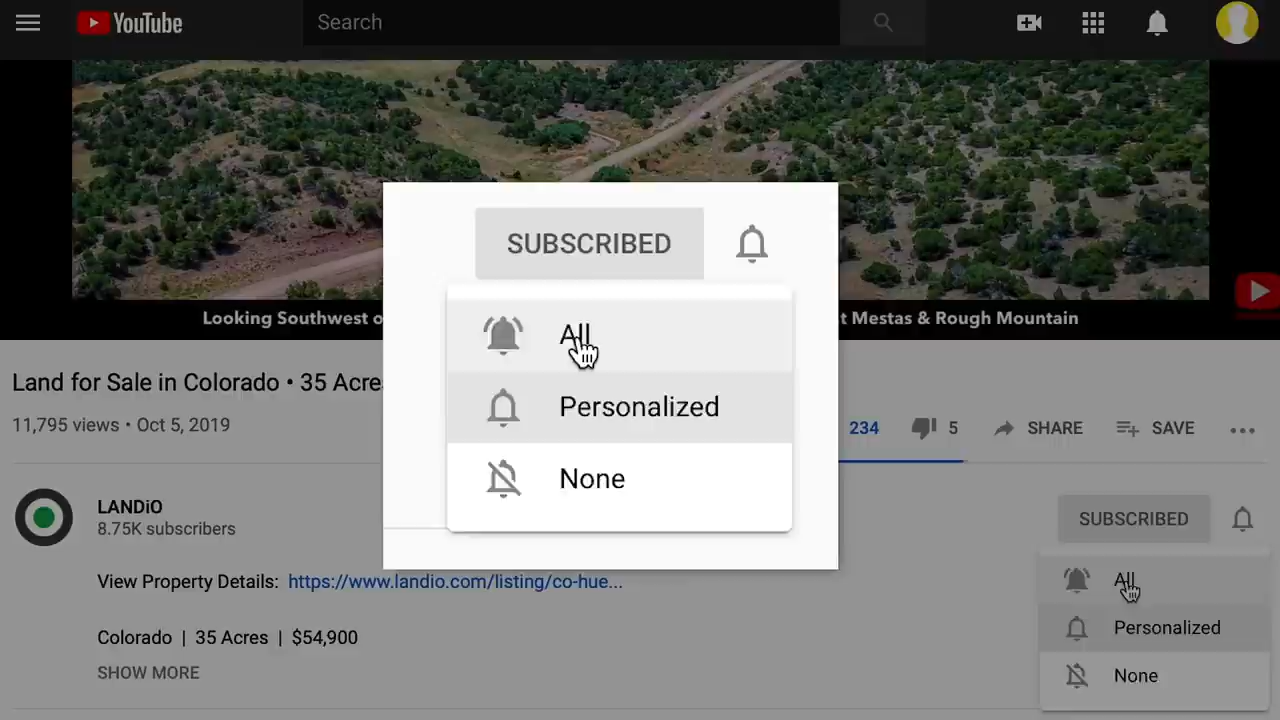 YouTube
Search
SUBSCRIBED
All
Personalized
None
Looking Southwest o
t Mestas & Rough Mountain
Land for Sale in Colorado • 35 Acre
11,795 views • Oct 5, 2019
234
5
SHARE
SAVE
LANDiO
8.75K subscribers
SUBSCRIBED
View Property Details: https://www.landio.com/listing/co-hue...
All
Personalized
None
Colorado | 35 Acres | $54,900
SHOW MORE